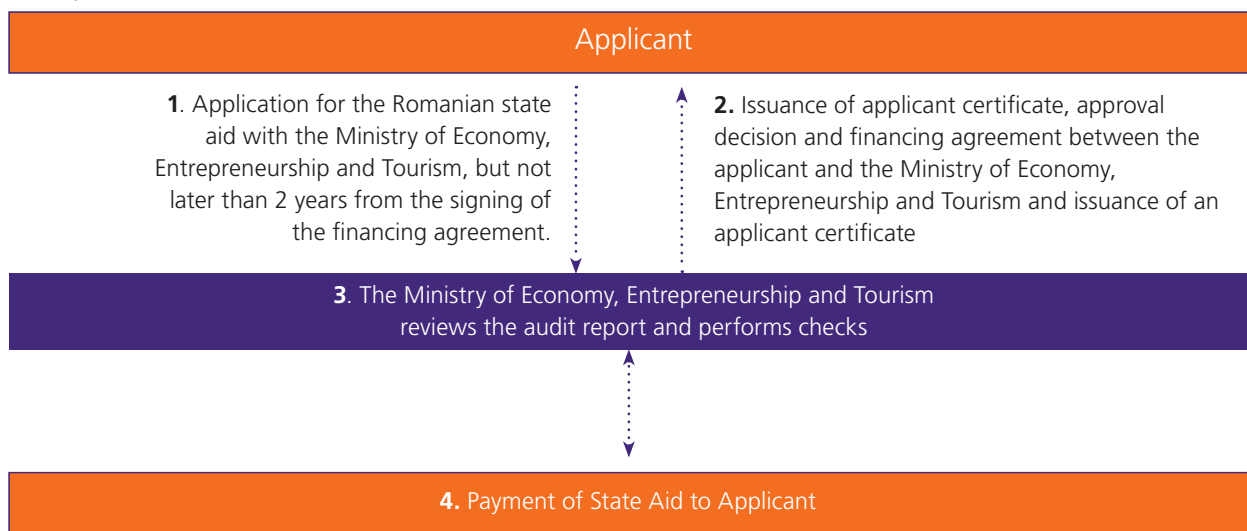 Applicant
1. Application for the Romanian state
aid with the Ministry of Economy,
Entrepreneurship and Tourism, but not
later than 2 years from the signing of
the financing agreement.
2. Issuance of applicant certificate, approval
decision and financing agreement between the
applicant and the Ministry of Economy,
Entrepreneurship and Tourism and issuance of an
applicant certificate
3. The Ministry of Economy, Entrepreneurship and Tourism
reviews the audit report and performs checks
4. Payment of State Aid to Applicant